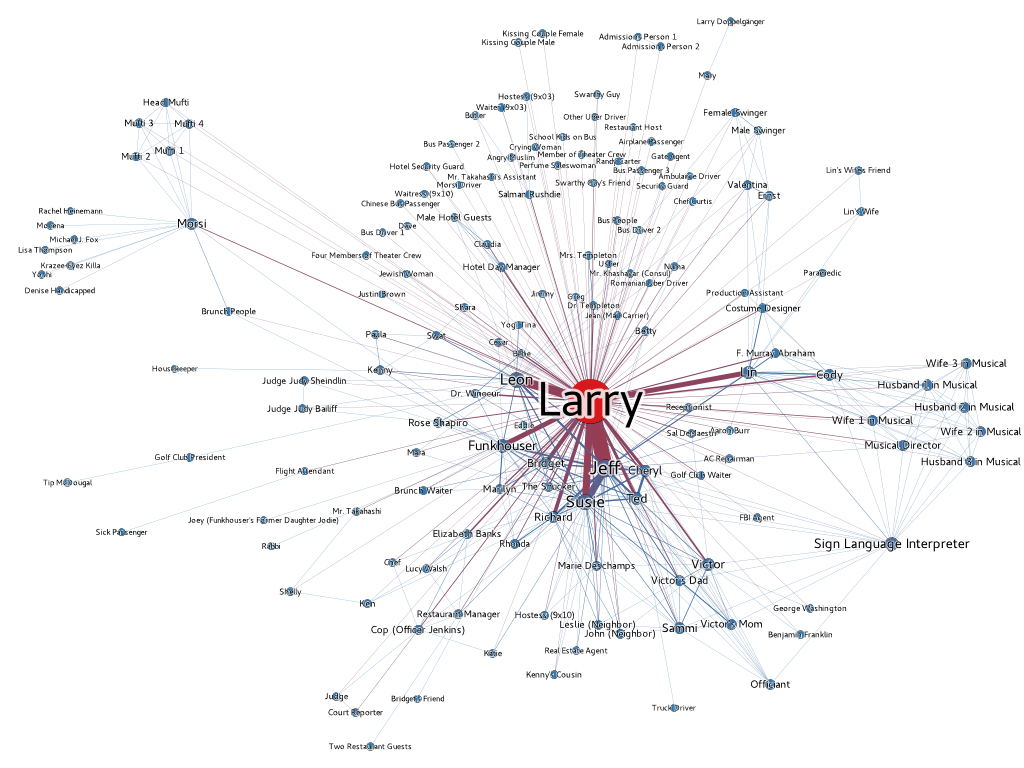 Larry Doppelgänger
Kissing Couple Female
Kissing Couple Male
Admissions Person 1
Admissions Person 2
Mary
Hostess (9x03)
Swarthy Guy
Head Mufti
Waiter (9x03)
Butler
Other Uber Driver
Female Swinger
Mufti 3
Mufti 4
Restaurant Host
Male Swinger
School Kids on Bus
Bus Passenger 2
Crying Woman
Airplane Passenger
Mufti 2
Mufti 1
Angry Muslim
Member of Theater Crew
Gate Agent
Randy Carter
Hotel Security Guard
Perfume Saleswoman
Bus Passenger 3
Lin's Wife's Friend
Mr. Takahashi's Assistant
Ambulance Driver
Morsi Driver
Swarthy Guy's Friend
Security Guard
Valentina
Waitress (9x10)
Salman Rushdie
Ernst
Chinese Bus Passenger
Chef Curtis
Rachel Heinemann
Lin's Wife
Male Hotel Guests
Bus People
Morena
Morsi
Dave
Bus Driver 1
Bus Driver 2
Michael J. Fox
Claudia
Lisa Thompson
Four Members of Theater Crew
Mrs. Templeton
Krazee-Eyez Killa
Hotel Day Manager
Usher
Numa
Yoshi
Jewish Woman
Mr. Khashayar (Consul)
Paramedic
Romanian Uber Driver
Denise Handicapped
Justin Brown
Jimmy
Greg
Production Assistant
Shara
Dr. Templeton
Costume Designer
Brunch People
Jean (Mail Carrier)
Yogi Tina
Betty
Paula
Swat
Cesar
Blake
F. Murray Abraham
Housekeeper
Kenny
Lin
Cody
Wife 3 in Musical
Judge Judy Sheindlin
Leon
Husband 1 in Musical
Dr. Winocur
Larry
Judge Judy Bailiff
Receptionist
Husband 2 in Musical
Rose Shapiro
Eddie
Wife 1 in Musical
Sal Demaestri
Aaron Burr
Wife 2 in Musical
Funkhouser
Musical Director
Mara
Golf Club President
AC Repairman
Husband 3 in Musical
Flight Attendant
Bridget
Jeff
Cheryl
Golf Club Waiter
Tip McDougal
Brunch Waiter
Marilyn
The Shucker
Susie
Ted
Mr. Takahashi
Joey (Funkhouser's Former Daughter Jodie)
Richard
FBI Agent
Sick Passenger
Elizabeth Banks
Rabbi
Rhonda
Sign Language Interpreter
Chef
Lucy Walsh
Marie Deschamps
Victor
Victor's Dad
Shelly
Ken
Restaurant Manager
Hostess (9x10)
George Washington
Cop (Officer Jenkins)
Leslie (Neighbor)
John (Neighbor)
Sammi
Victor's Mom
Benjamin Franklin
Katie
Real Estate Agent
Kenny's Cousin
Officiant
Judge
Bridget's Friend
Court Reporter
Truck Driver
Two Restaurant Guests